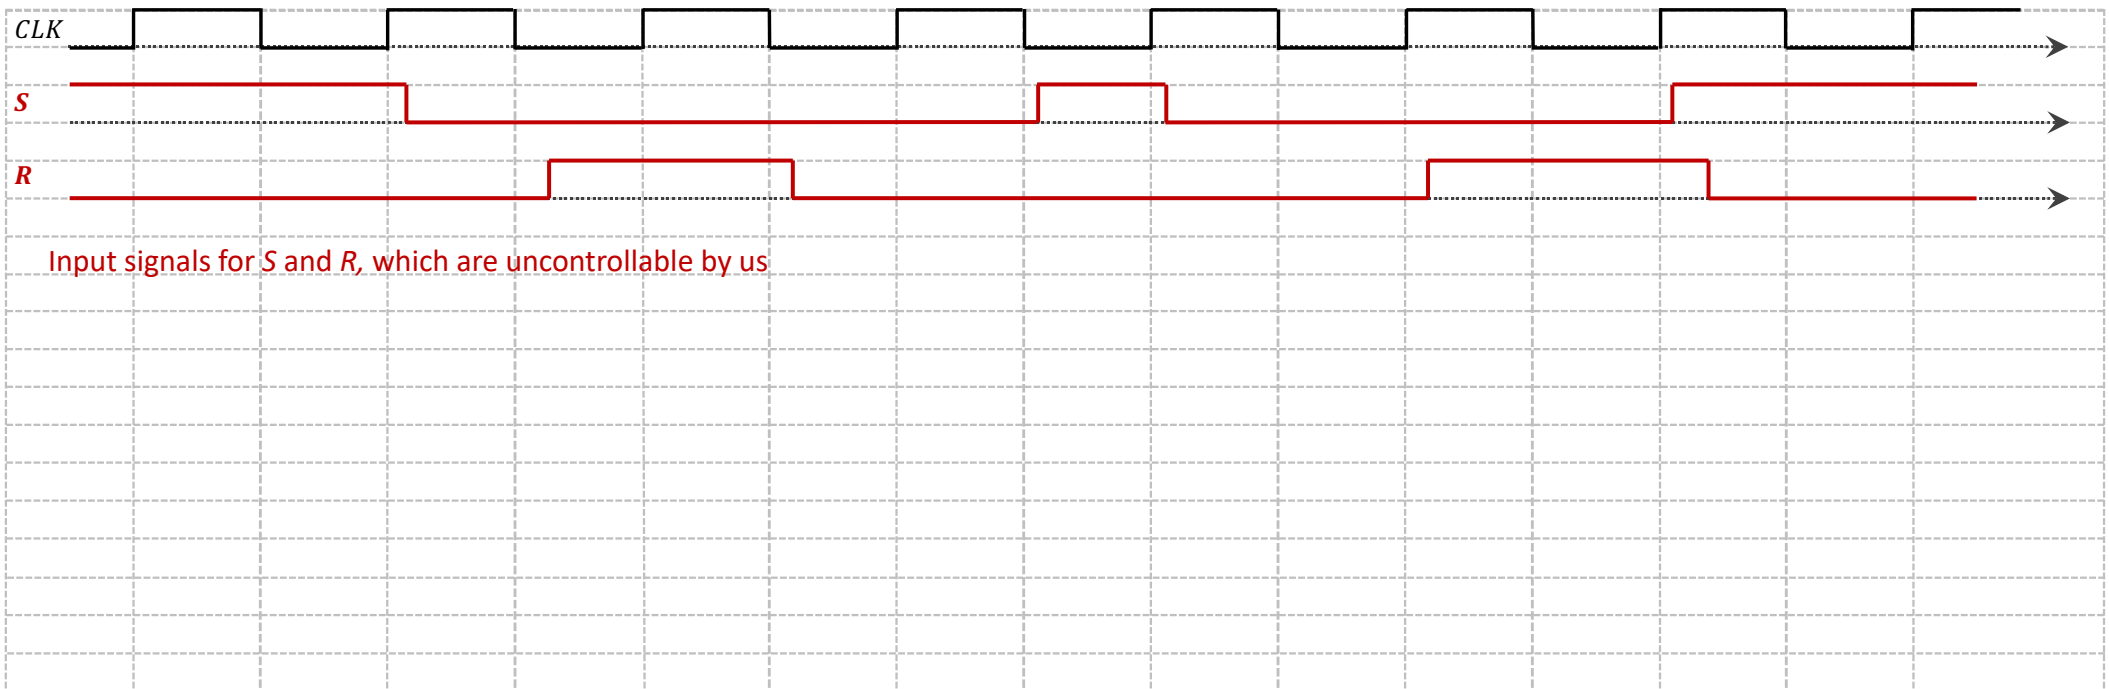 CLK
S
R
Input signals for S and R, which are uncontrollable by us